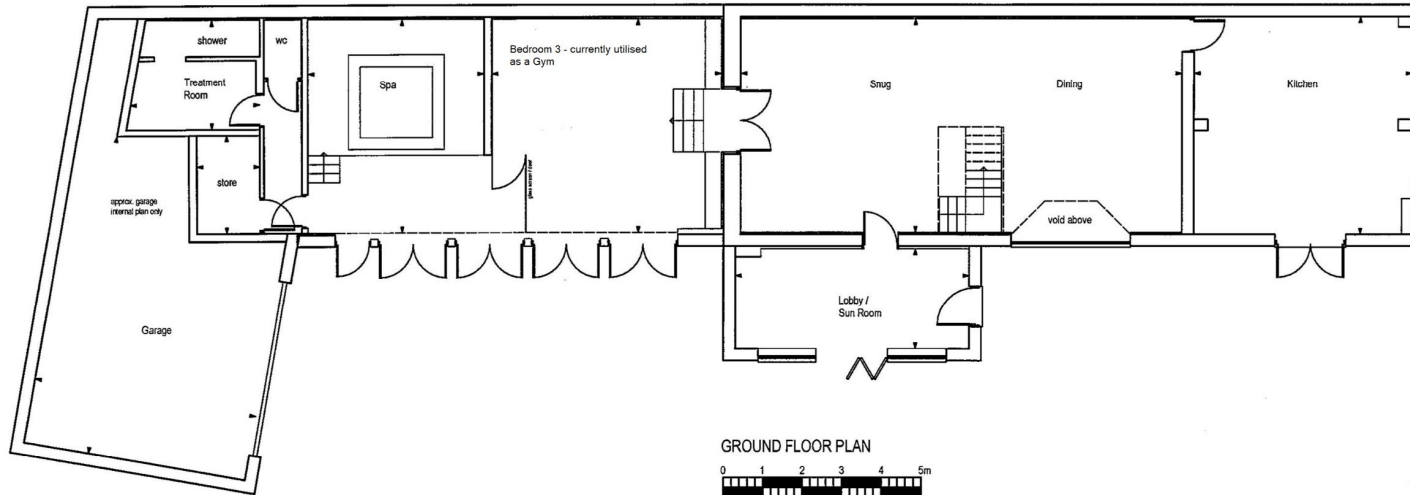 shower
wc
Bedroom 3 - currently utilised
as a Gym
Treatment
Room
Spa
Snug
Dining
Kitchen
store
approx. garage
internal plan only
void above
Lobby /
Sun Room
Garage
GROUND FLOOR PLAN
0 1 2 3 4 5m